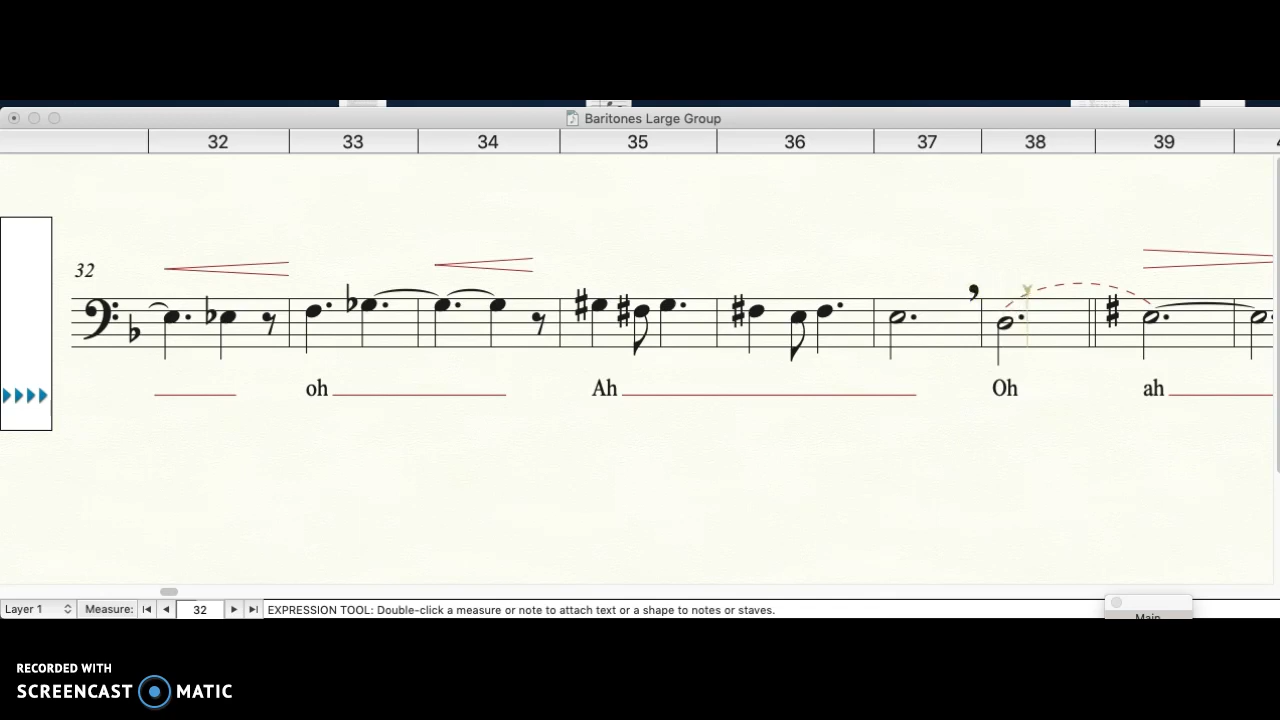 Baritones Large Group
32 33 34 35 36 37 38 39
32
oh Ah Oh ah
Layer 1 Measure: 32 EXPRESSION TOOL: Double-click a measure or note to attach text or a shape to notes or staves.
Main
RECORDED WITH
SCREENCAST MATIC